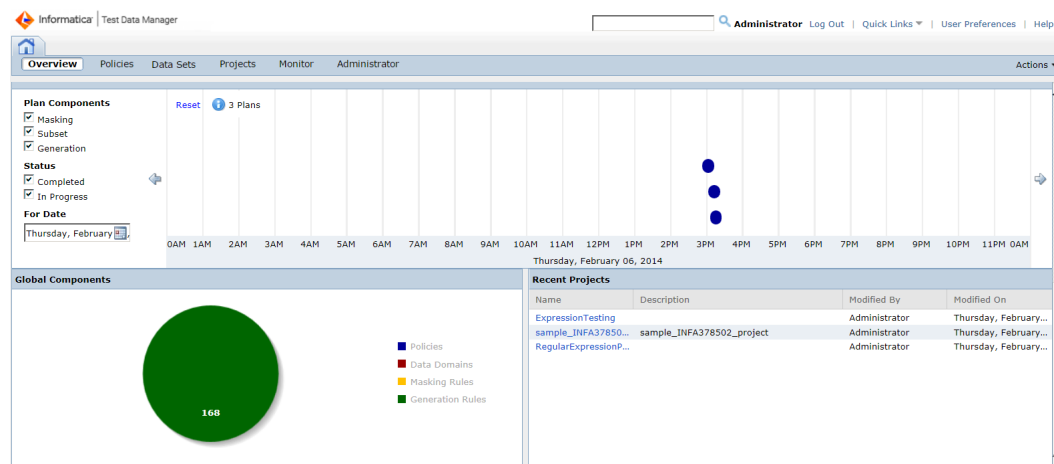 Informatica Test Data Manager
Administrator Log Out | Quick Links | User Preferences | Help
Overview Policies Data Sets Projects Monitor Administrator Actions
Plan Components
Masking
Subset
Generation
Status
Completed
In Progress
For Date
Thursday, February
Reset 3 Plans
0AM 1AM 2AM 3AM 4AM 5AM 6AM 7AM 8AM 9AM 10AM 11AM 12PM 1PM 2PM 3PM 4PM 5PM 6PM 7PM 8PM 9PM 10PM 11PM 0AM
Thursday, February 06, 2014
Global Components
168
Policies
Data Domains
Masking Rules
Generation Rules
Recent Projects
Name Description Modified By Modified On
ExpressionTesting Administrator Thursday, February...
sample_INFA37850... sample_INFA378502_project Administrator Thursday, February...
RegularExpressionP... Administrator Thursday, February...